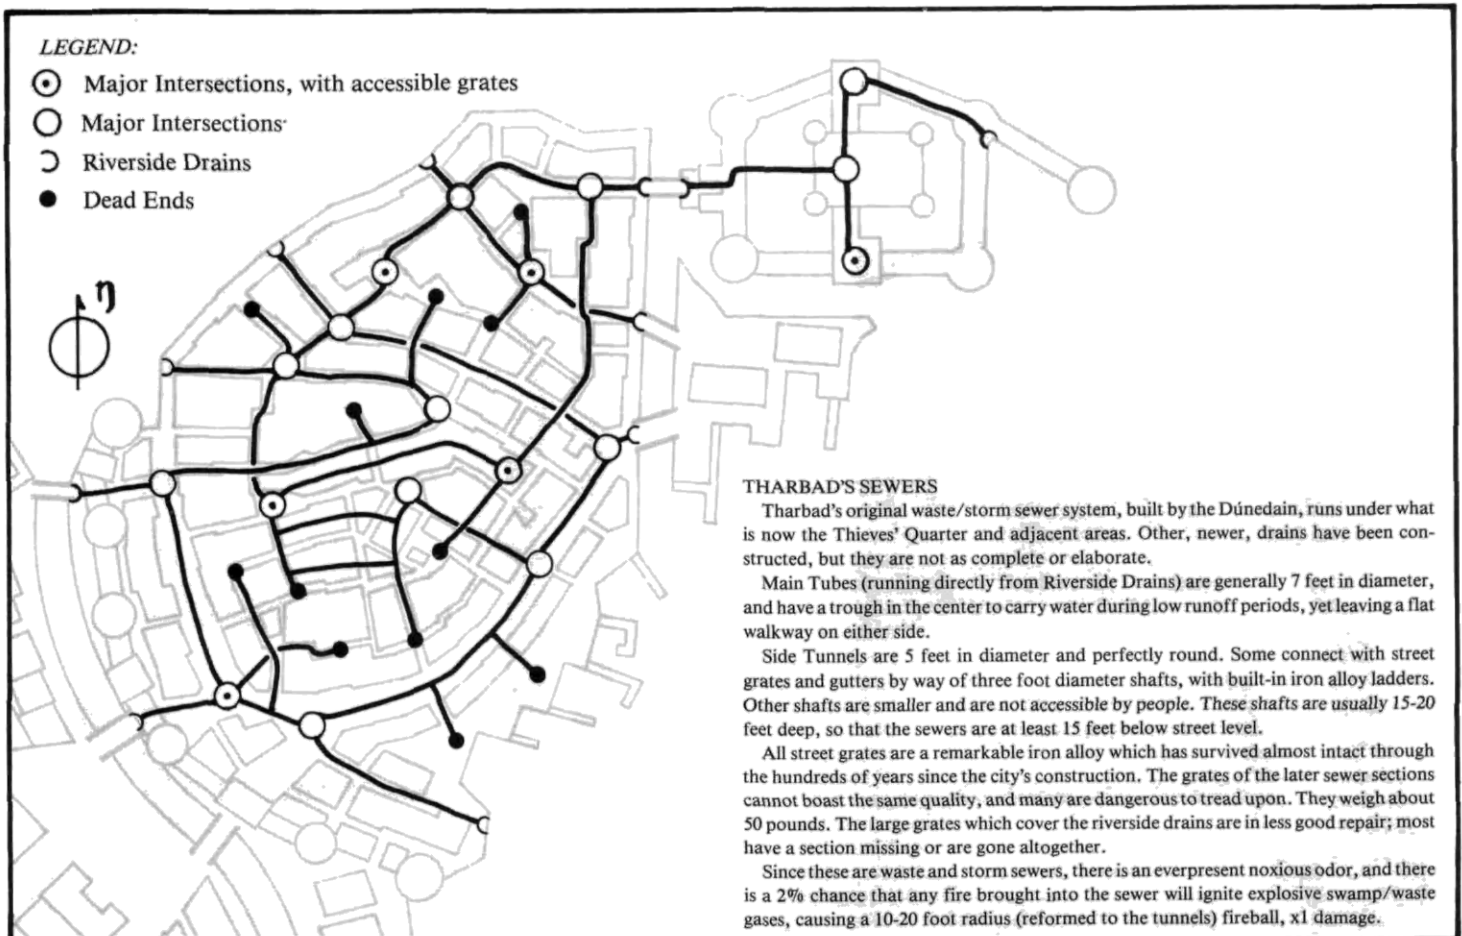 LEGEND:
Major Intersections, with accessible grates
Major Intersections
Riverside Drains
Dead Ends
η
THARBAD'S SEWERS
Tharbad's original waste/storm sewer system, built by the Dúnedain, runs under what
is now the Thieves' Quarter and adjacent areas. Other, newer, drains have been con-
structed, but they are not as complete or elaborate.
Main Tubes (running directly from Riverside Drains) are generally 7 feet in diameter,
and have a trough in the center to carry water during low runoff periods, yet leaving a flat
walkway on either side.
Side Tunnels are 5 feet in diameter and perfectly round. Some connect with street
grates and gutters by way of three foot diameter shafts, with built-in iron alloy ladders.
Other shafts are smaller and are not accessible by people. These shafts are usually 15-20
feet deep, so that the sewers are at least 15 feet below street level.
All street grates are a remarkable iron alloy which has survived almost intact through
the hundreds of years since the city's construction. The grates of the later sewer sections
cannot boast the same quality, and many are dangerous to tread upon. They weigh about
50 pounds. The large grates which cover the riverside drains are in less good repair; most
have a section missing or are gone altogether.
Since these are waste and storm sewers, there is an everpresent noxious odor, and there
is a 2% chance that any fire brought into the sewer will ignite explosive swamp/waste
gases, causing a 10-20 foot radius (reformed to the tunnels) fireball, x1 damage.